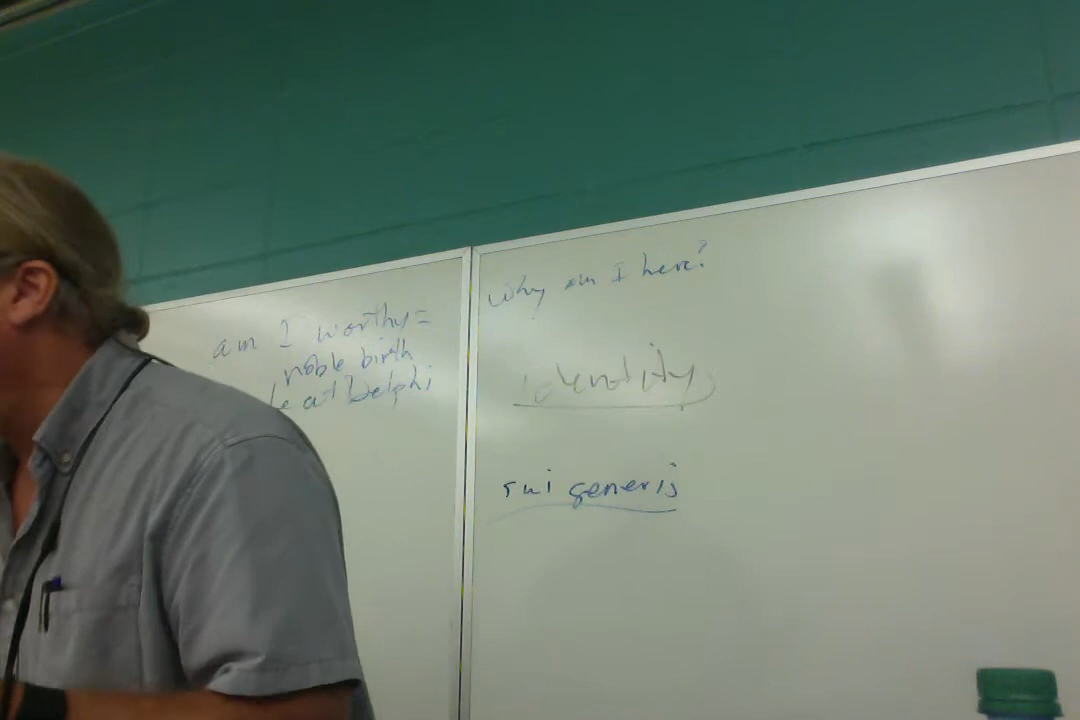 am I worthy =
noble birth
at Delphi
Why am I here?
identity
sui generis